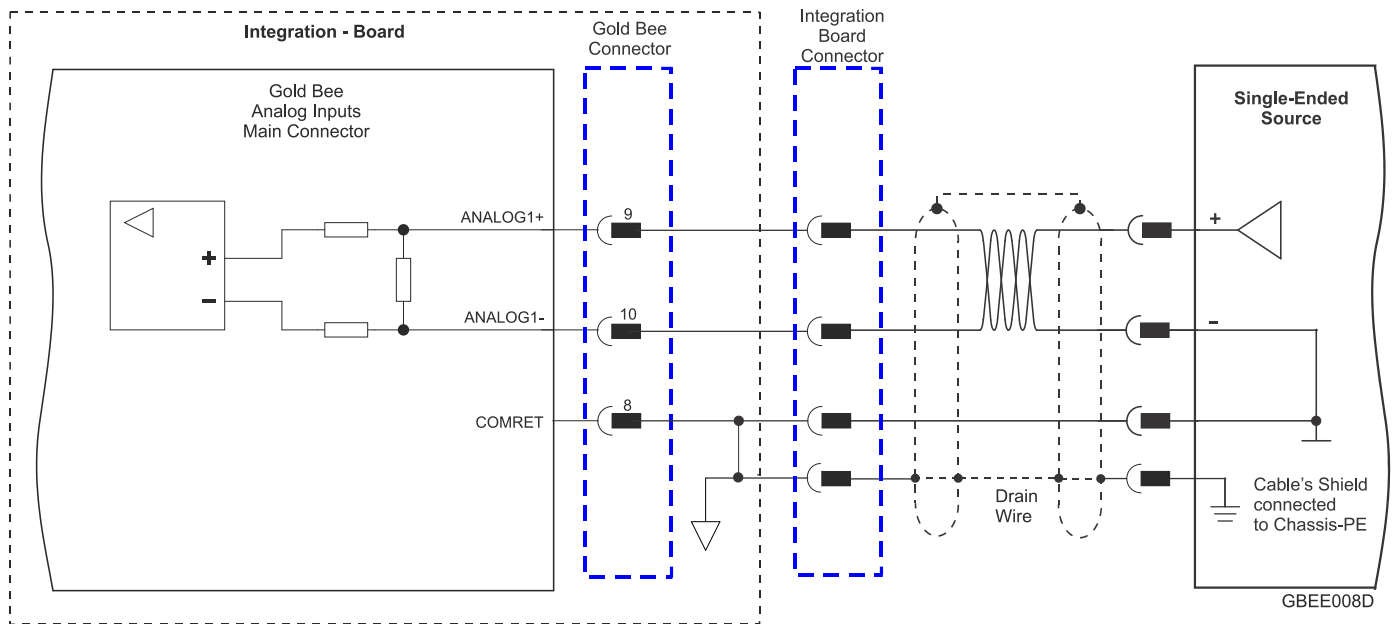 Integration - Board
Gold Bee
Connector
Integration
Board
Connector
Gold Bee
Analog Inputs
Main Connector
Single-Ended
Source
ANALOG1+
9
+
+
-
ANALOG1-
10
-
COMRET
8
Drain
Wire
Cable's Shield
connected
to Chassis-PE
GBEE008D